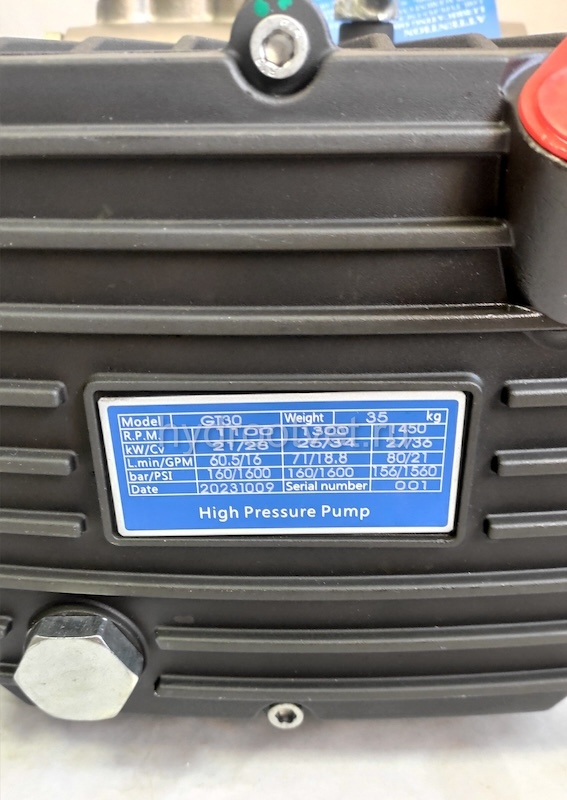 ATTENTION
Model GT30 Weight 35 kg
R.P.M. 1100 1300 1450
kW/Cv 21/28 25/34 27/36
L.min/GPM 60.5/16 71/18.8 80/21
bar/PSI 160/1600 160/1600 156/1560
Date 20231009 Serial number 001
High Pressure Pump